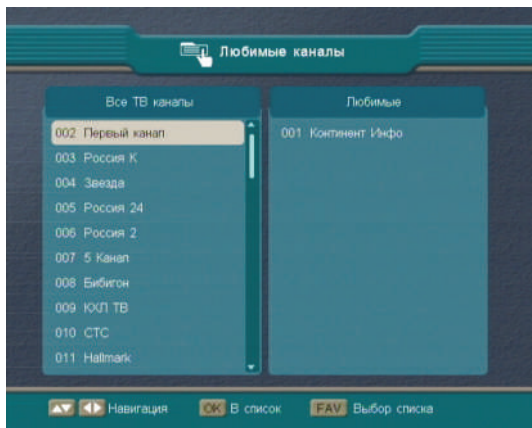 Любимые каналы
Все ТВ каналы
002 Первый канал
003 Россия К
004 Звезда
005 Россия 24
006 Россия 2
007 5 Канал
008 Бибигон
009 КХЛ ТВ
010 СТС
011 Hallmark
Любимые
001 Континент Инфо
Навигация
OK В список
FAV Выбор списка